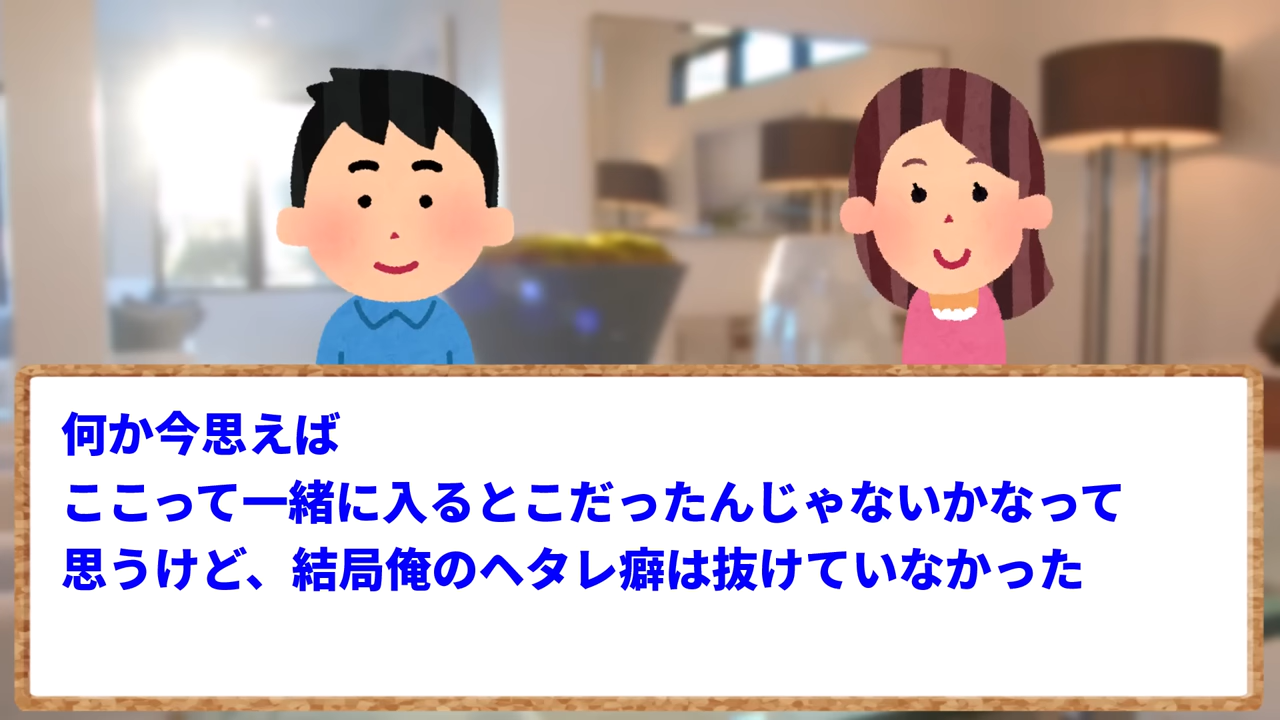 何か今思えば
ここって一緒に入るとこだったんじゃないかなって
思うけど、結局俺のヘタレ癖は抜けていなかった